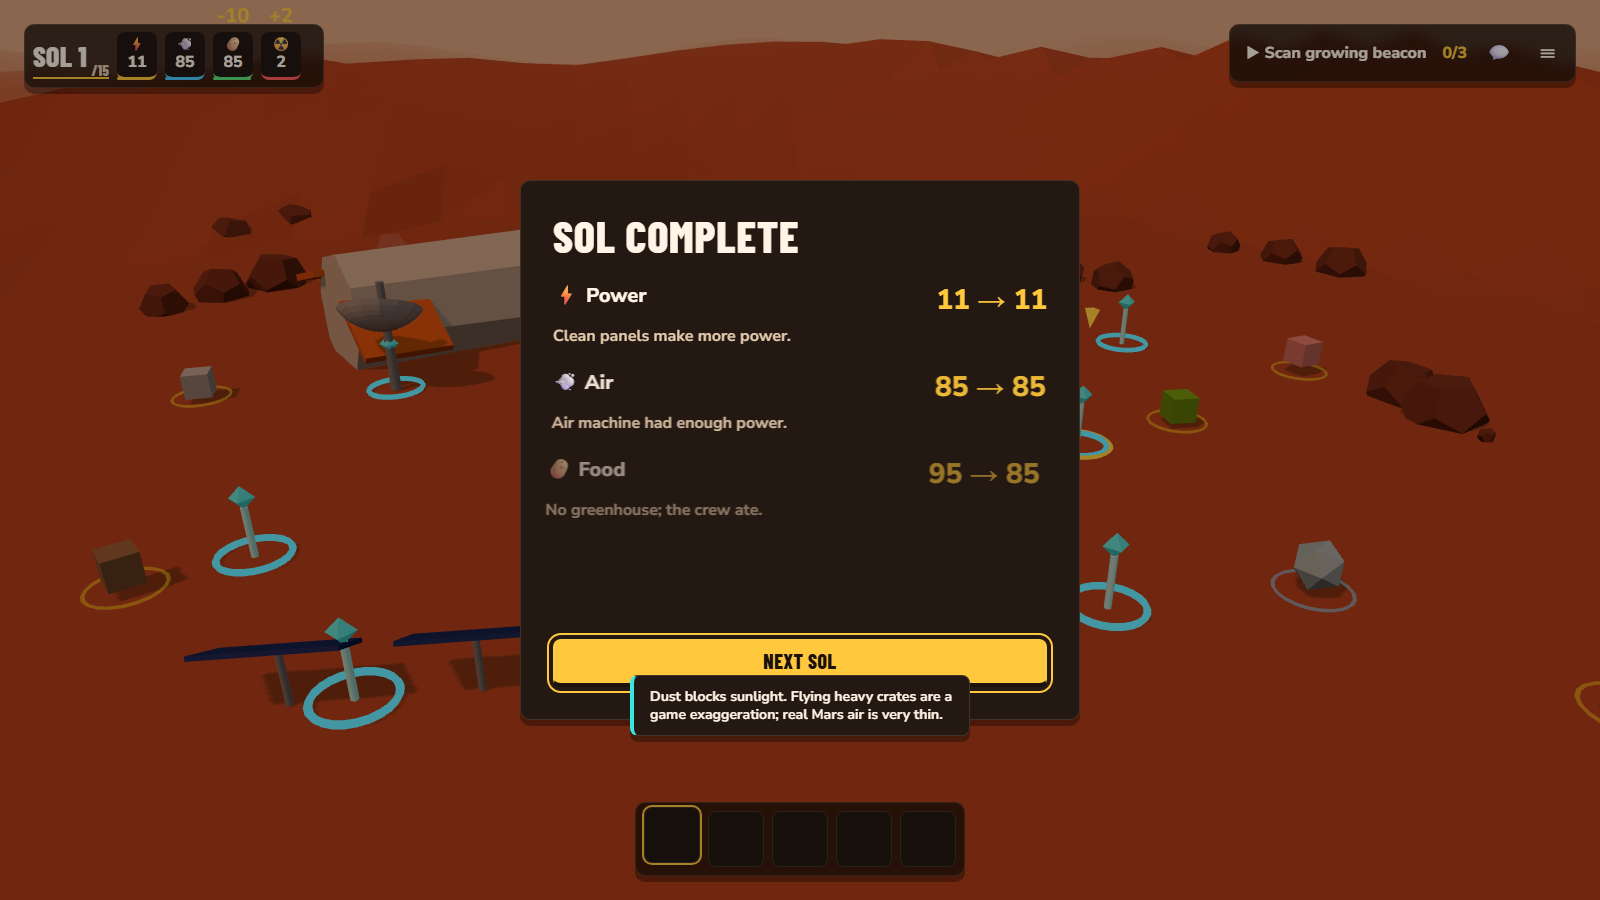 -10 +2
SOL 1 /15 11 85 85 2
Scan growing beacon 0/3
SOL COMPLETE
Power 11 → 11
Clean panels make more power.
Air 85 → 85
Air machine had enough power.
Food 95 → 85
No greenhouse; the crew ate.
NEXT SOL
Dust blocks sunlight. Flying heavy crates are a
game exaggeration; real Mars air is very thin.